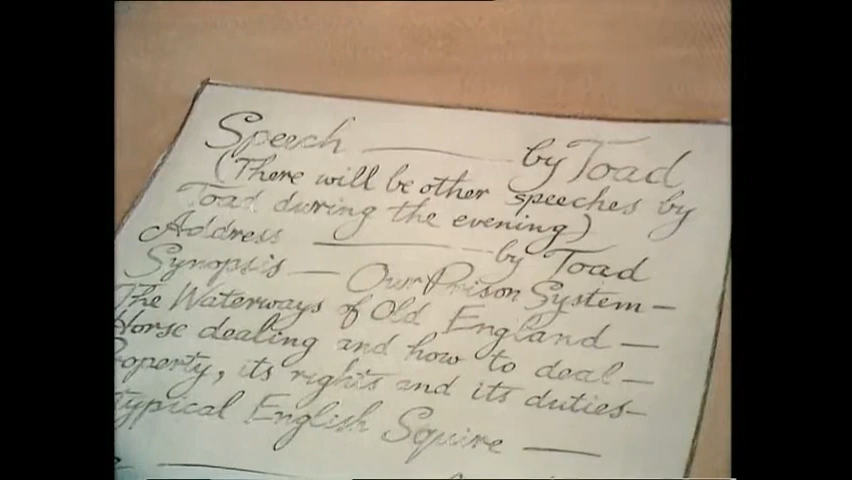 Speech — by Toad
(There will be other speeches by
Toad during the evening)
Address — by Toad
Synopsis — Our Prison System —
The Waterways of Old England —
Horse dealing and how to deal —
roperty, its rights and its duties —
Typical English Squire —